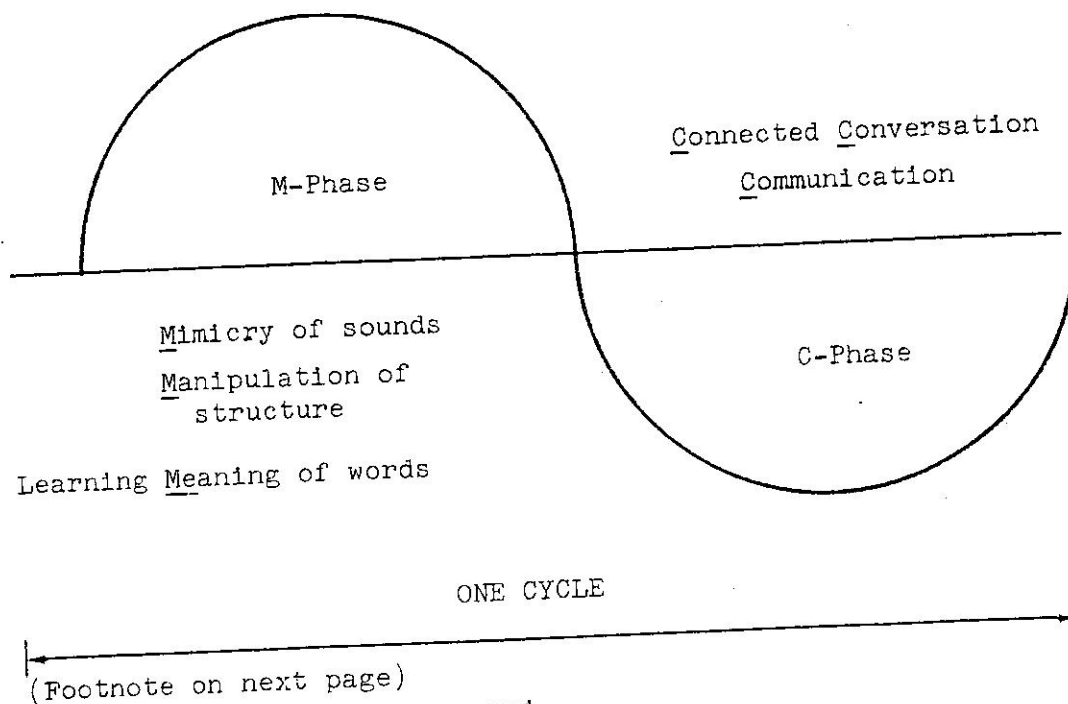 Connected Conversation
M-Phase
Communication
Mimicry of sounds
C-Phase
Manipulation of
structure
Learning Meaning of words
ONE CYCLE
(Footnote on next page)